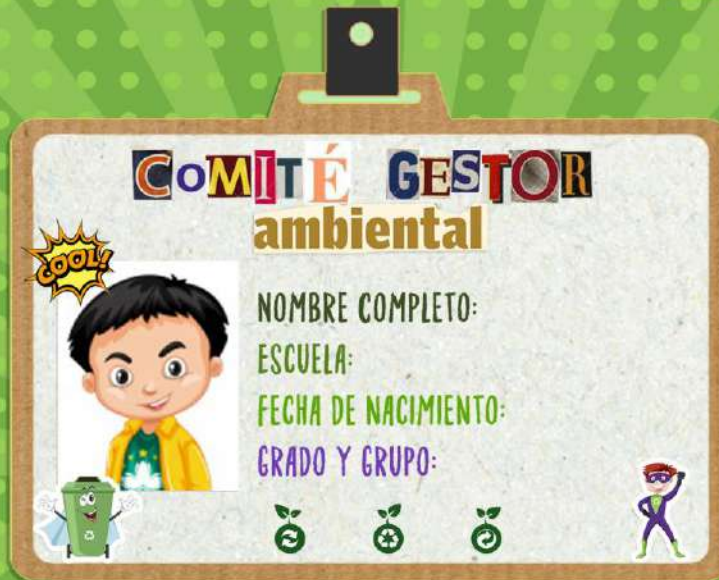 COMITÉ GESTOR
ambiental
COOL!
NOMBRE COMPLETO:
ESCUELA:
FECHA DE NACIMIENTO:
GRADO Y GRUPO: